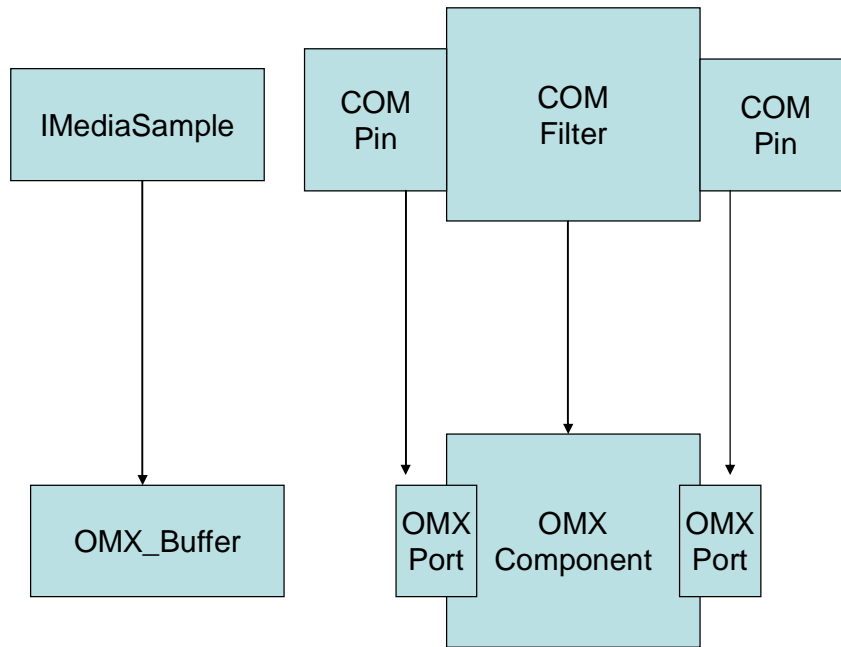 IMediaSample
COM
Pin
COM
Filter
COM
Pin
OMX_Buffer
OMX
Port
OMX
Component
OMX
Port